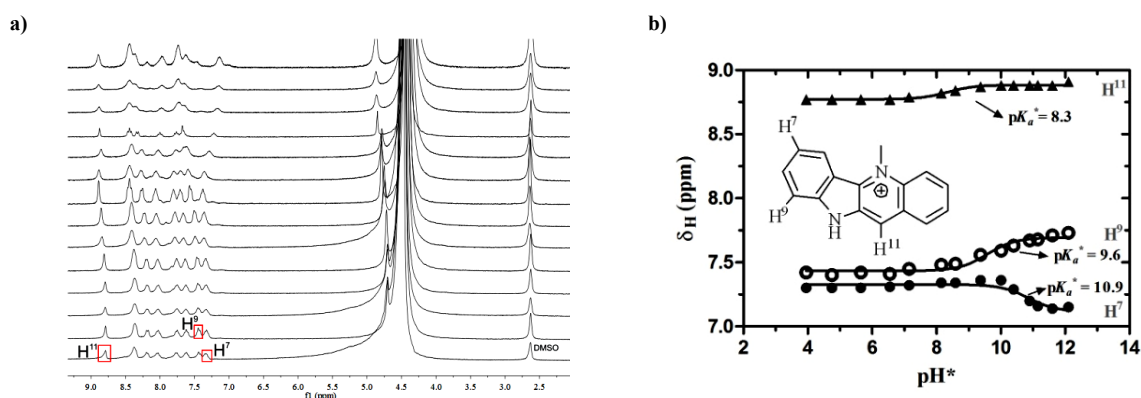 a)
H11
H9
H7
DMSO
9.0 8.5 8.0 7.5 7.0 6.5 6.0 5.5 5.0 4.5 4.0 3.5 3.0 2.5
f1 (ppm)
b)
9.0
8.5
8.0
7.5
7.0
δH (ppm)
H11
pKa* = 8.3
H7
N
⊕
H9
N
H
H11
H9
pKa* = 9.6
pKa*
= 10.9
H7
2 4 6 8 10 12 14
pH*